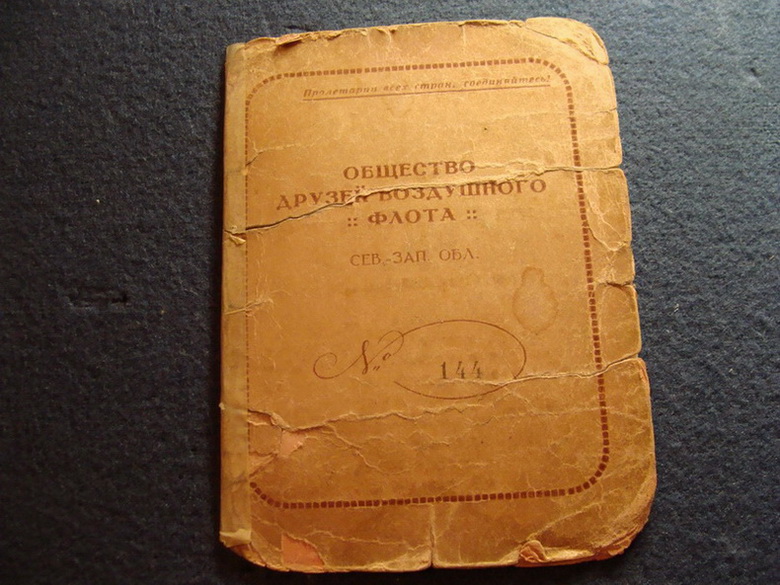 Пролетарии всех стран, соединяйтесь!
ОБЩЕСТВО
ДРУЗЕЙ ВОЗДУШНОГО
:: ФЛОТА ::
СЕВ.-ЗАП. ОБЛ.
№ 144